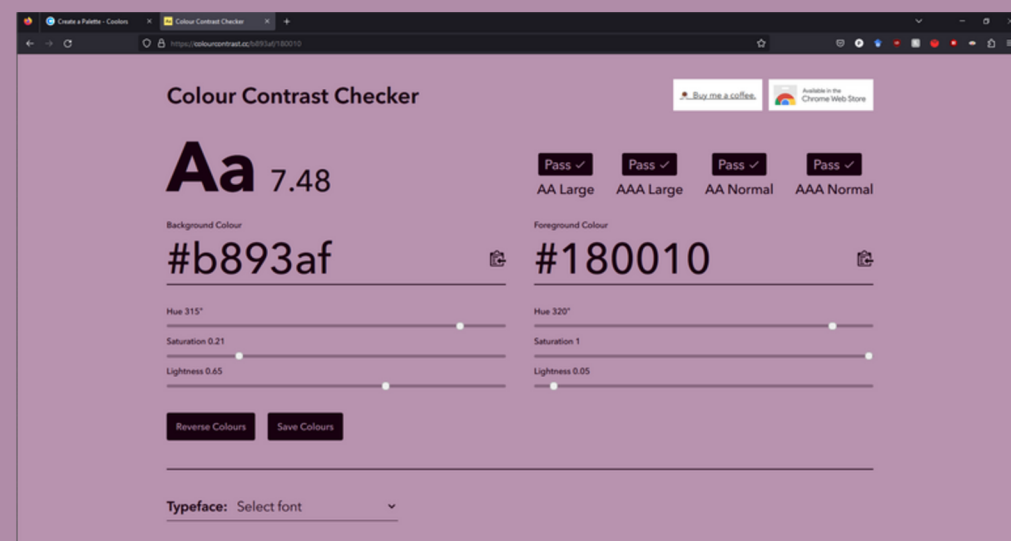 Create a Palette - Coolors
Colour Contrast Checker
https://colourcontrast.cc/b893af/180010
Colour Contrast Checker
Buy me a coffee.
Available in the
Chrome Web Store
Aa 7.48
Pass ✓ Pass ✓ Pass ✓ Pass ✓
AA Large AAA Large AA Normal AAA Normal
Background Colour
#b893af
Foreground Colour
#180010
Hue 315°
Saturation 0.21
Lightness 0.65
Hue 320°
Saturation 1
Lightness 0.05
Reverse Colours Save Colours
Typeface: Select font